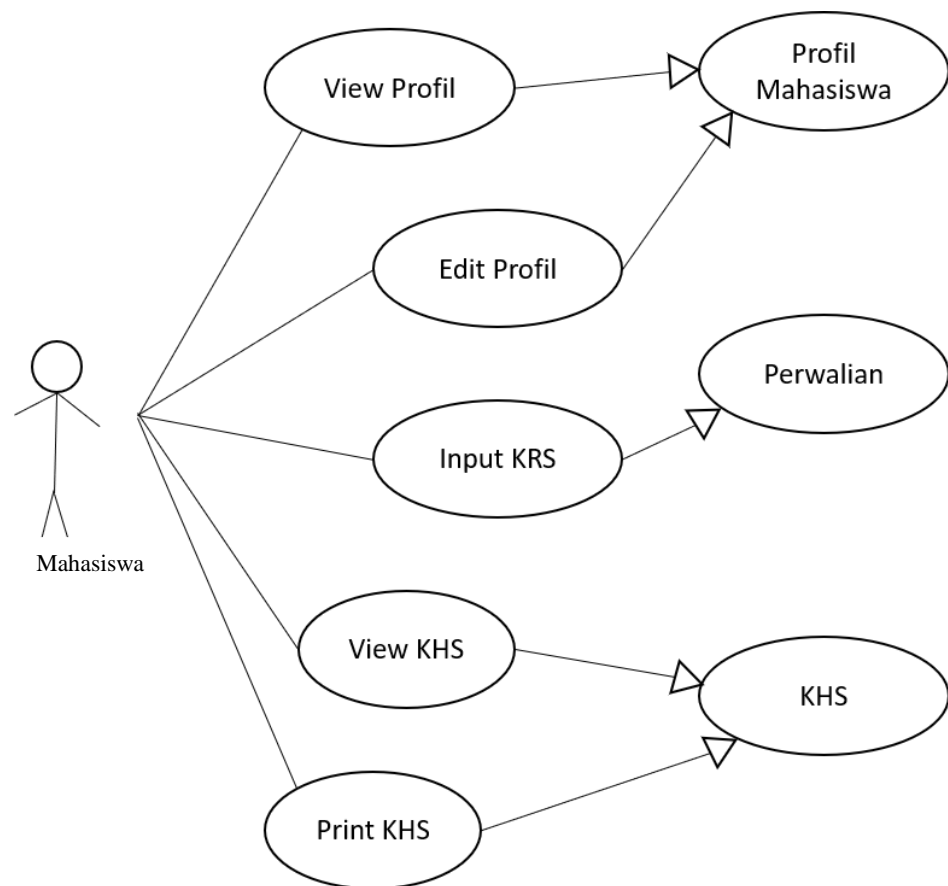 View Profil
Profil
Mahasiswa
Edit Profil
Perwalian
Input KRS
Mahasiswa
View KHS
KHS
Print KHS